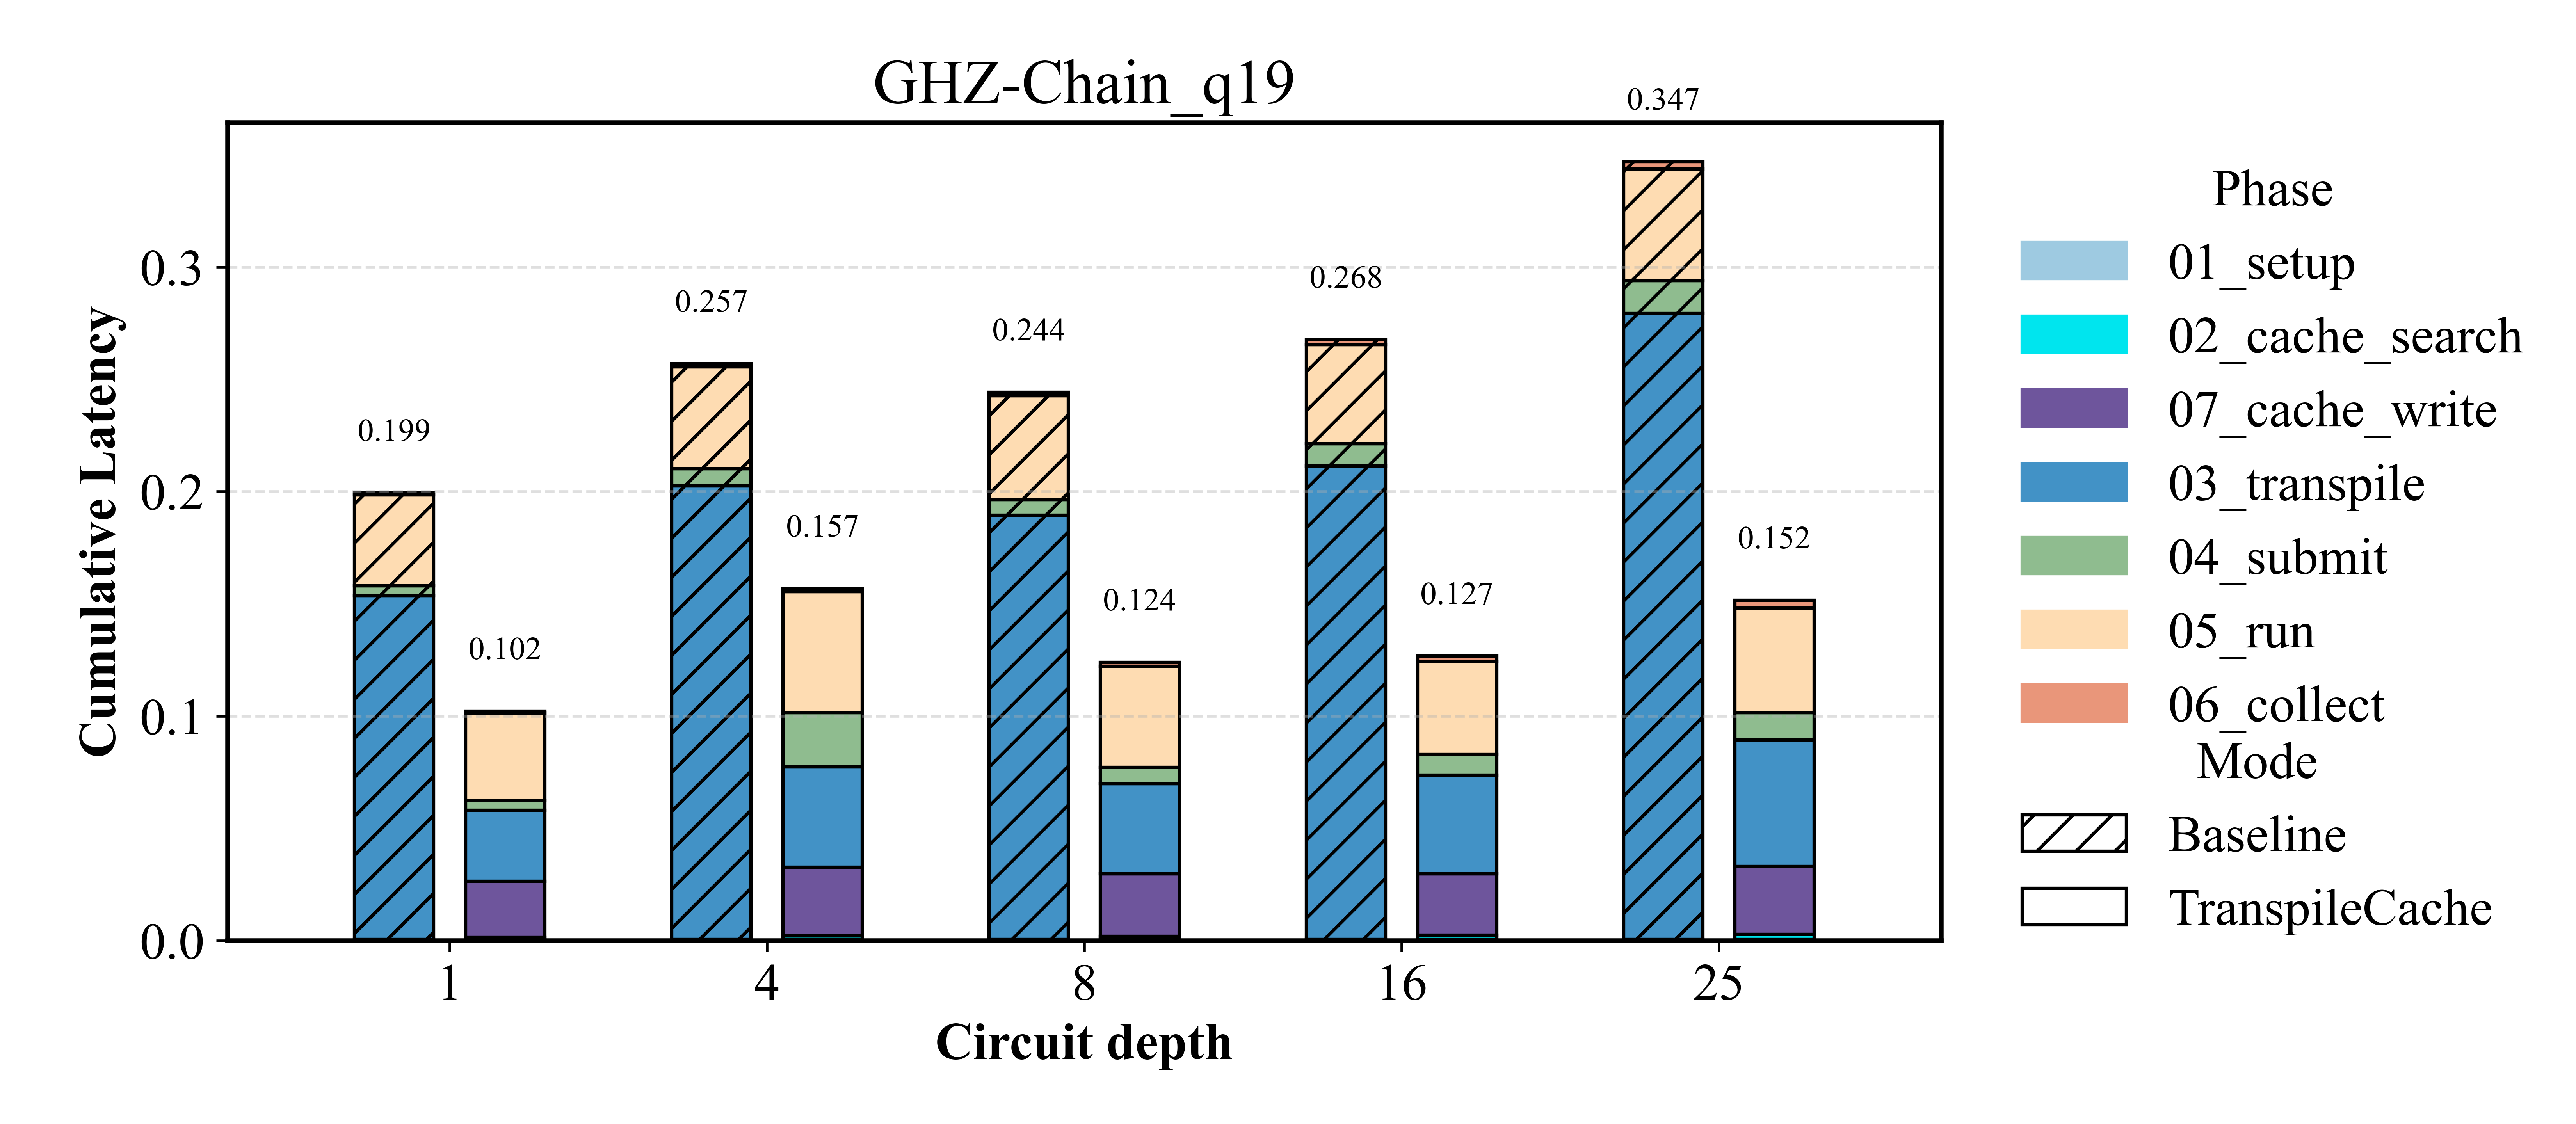 GHZ-Chain_q19
Cumulative Latency
0.3
0.2
0.1
0.0
0.199
0.102
0.257
0.157
0.244
0.124
0.268
0.127
0.347
0.152
1
4
8
16
25
Circuit depth
Phase
01_setup
02_cache_search
07_cache_write
03_transpile
04_submit
05_run
06_collect
Mode
Baseline
TranspileCache